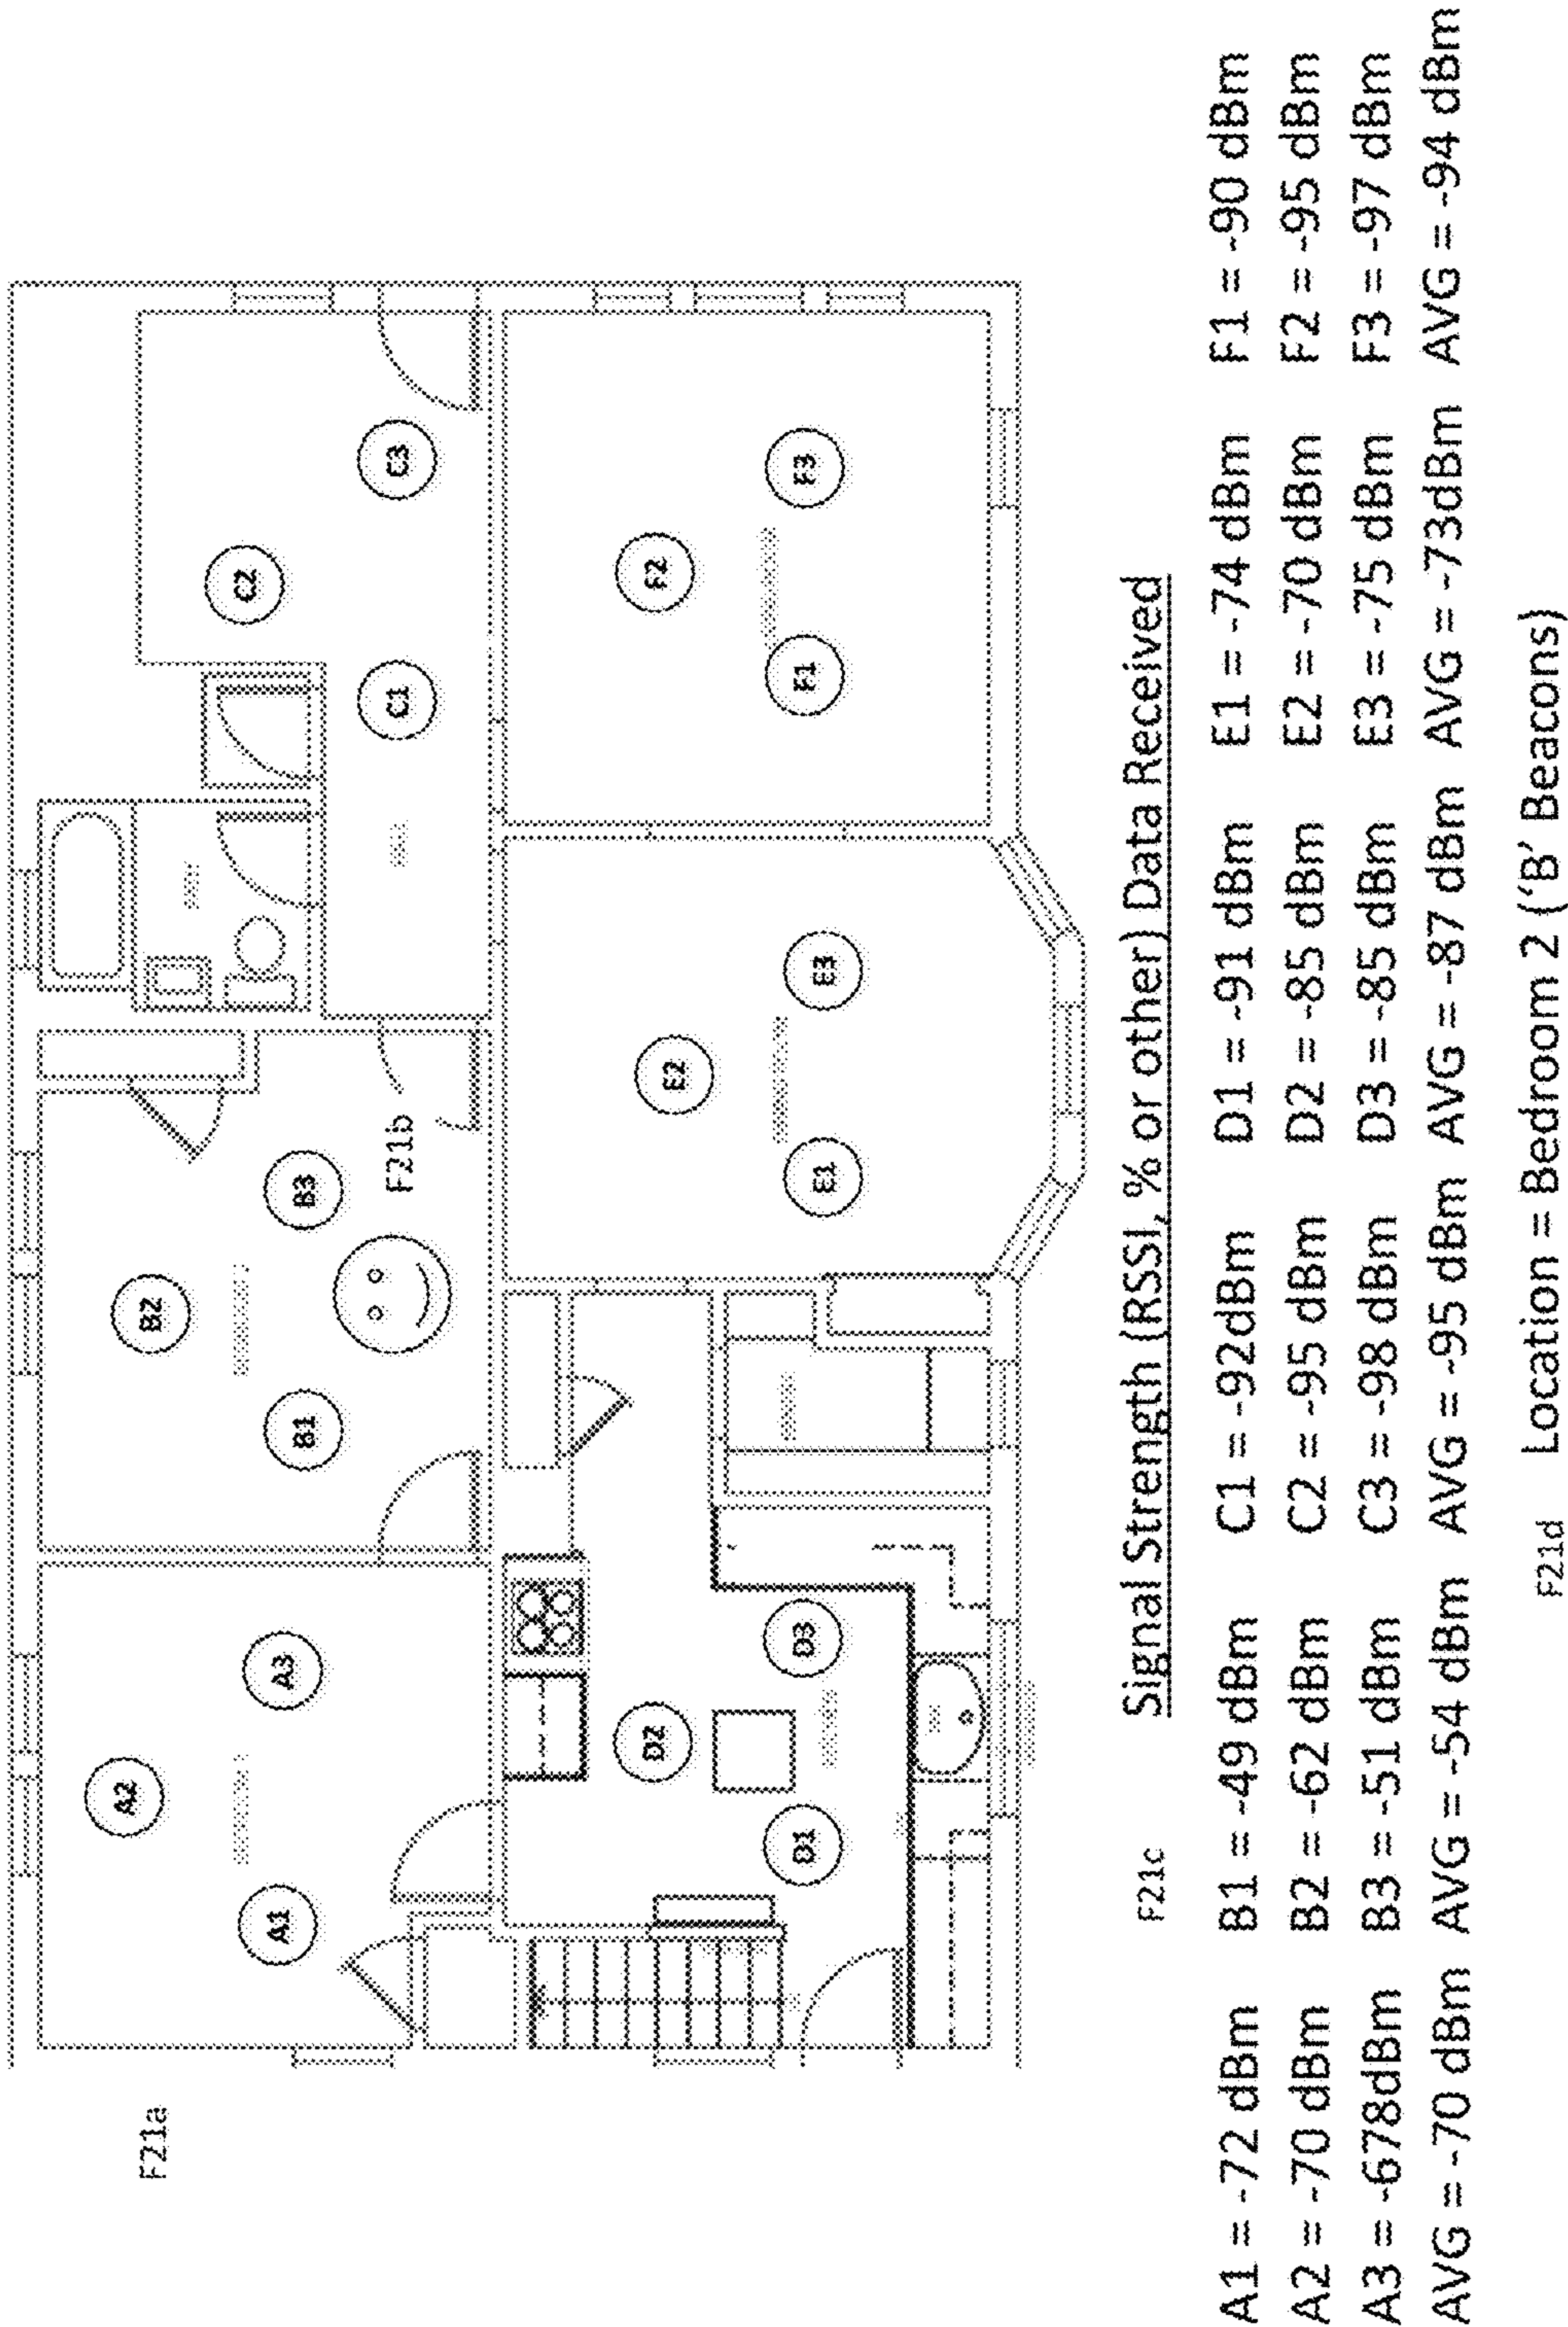 F21a
A2
B2
C2
A1
A3
B1
B3
C1
C3
F21b
D2
E2
F2
D1
D3
E1
E3
F1
F3
F21c Signal Strength (RSSI, % or other) Data Received
A1 = -72 dBm B1 = -49 dBm C1 = -92dBm D1 = -91 dBm E1 = -74 dBm F1 = -90 dBm
A2 = -70 dBm B2 = -62 dBm C2 = -95 dBm D2 = -85 dBm E2 = -70 dBm F2 = -95 dBm
A3 = -678dBm B3 = -51 dBm C3 = -98 dBm D3 = -85 dBm E3 = -75 dBm F3 = -97 dBm
AVG = -70 dBm AVG = -54 dBm AVG = -95 dBm AVG = -87 dBm AVG = -73dBm AVG = -94 dBm
F21d Location = Bedroom 2 ('B' Beacons)